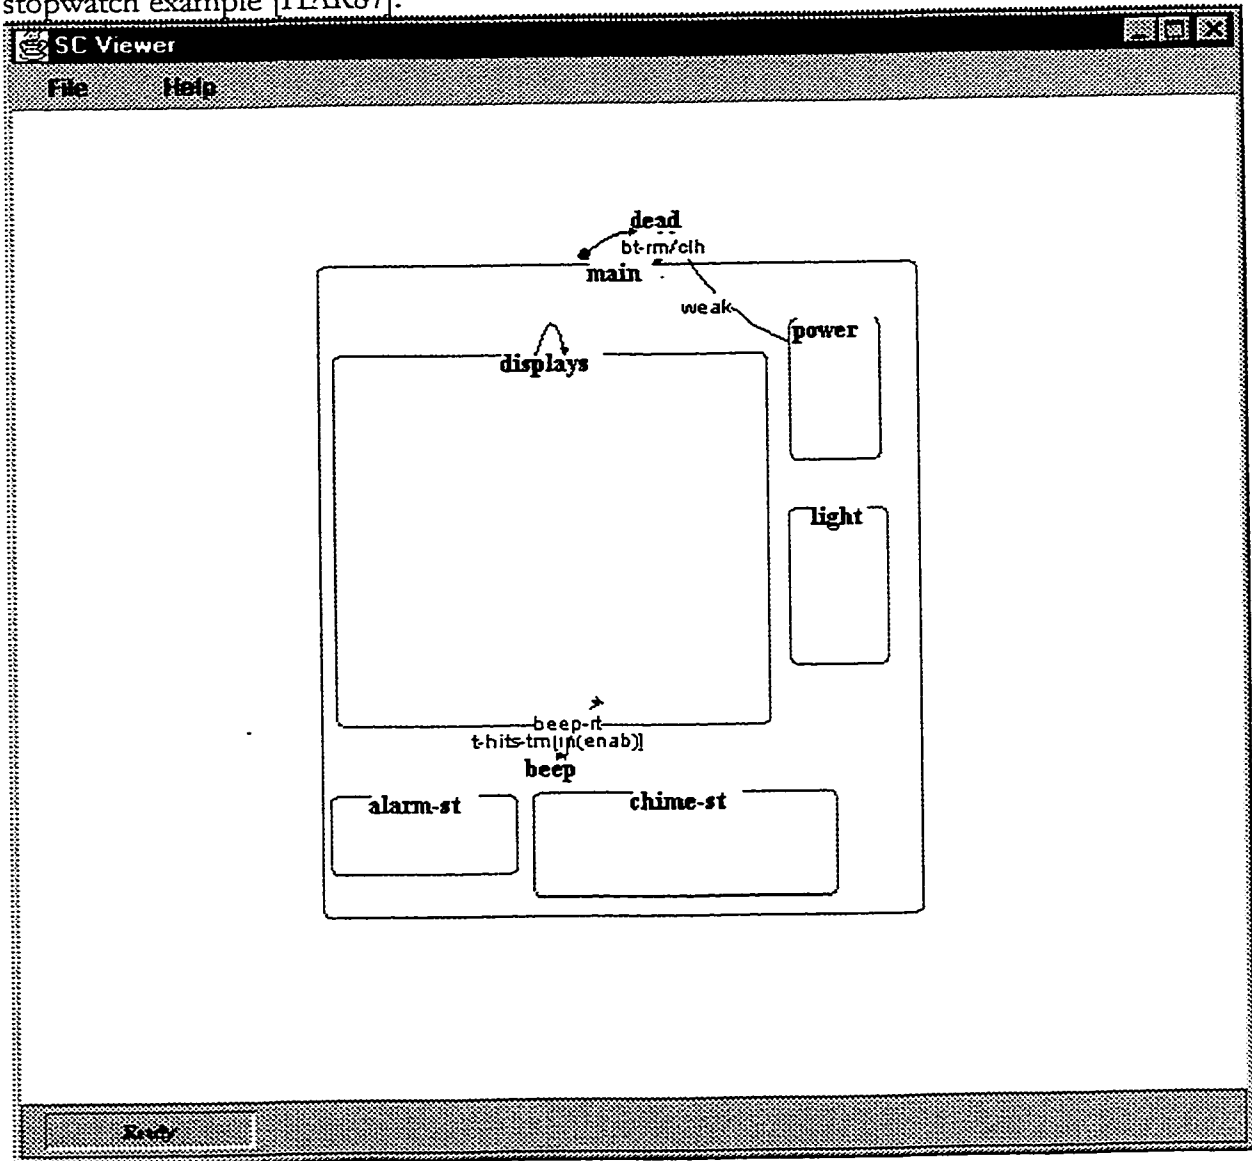 stopwatch example [HAR87].
SC Viewer
File Help
dead
bt-rm/clh
main
weak
power
displays
light
beep-rt
t-hits-tm[in(enab)]
beep
alarm-st
chime-st
Ready